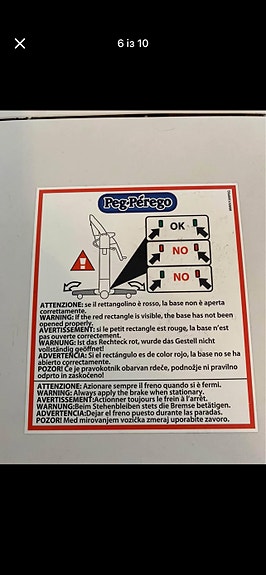 6 із 10
Peg-Pérego
OK
NO
NO
ATTENZIONE: se il rettangolino è rosso, la base non è aperta
correttamente.
WARNING: If the red rectangle is visible, the base has not been
opened properly.
AVERTISSEMENT: si le petit rectangle est rouge, la base n'est
pas ouverte correctement.
WARNUNG: Ist das Rechteck rot, wurde das Gestell nicht
vollständig geöffnet!
ADVERTENCIA: Si el rectángulo es de color rojo, la base no se ha
abierto correctamente.
POZOR! Če je pravokotnik obarvan rdeče, podnožje ni pravilno
odprto in zaskočeno!
ATTENZIONE: Azionare sempre il freno quando si è fermi.
WARNING: Always apply the brake when stationary.
AVERTISSEMENT:Actionner toujours le frein à l'arrêt.
WARNUNG:Beim Stehenbleiben stets die Bremse betätigen.
ADVERTENCIA:Dejar el freno puesto durante las paradas.
POZOR! Med mirovanjem vozička zmeraj uporabite zavoro.